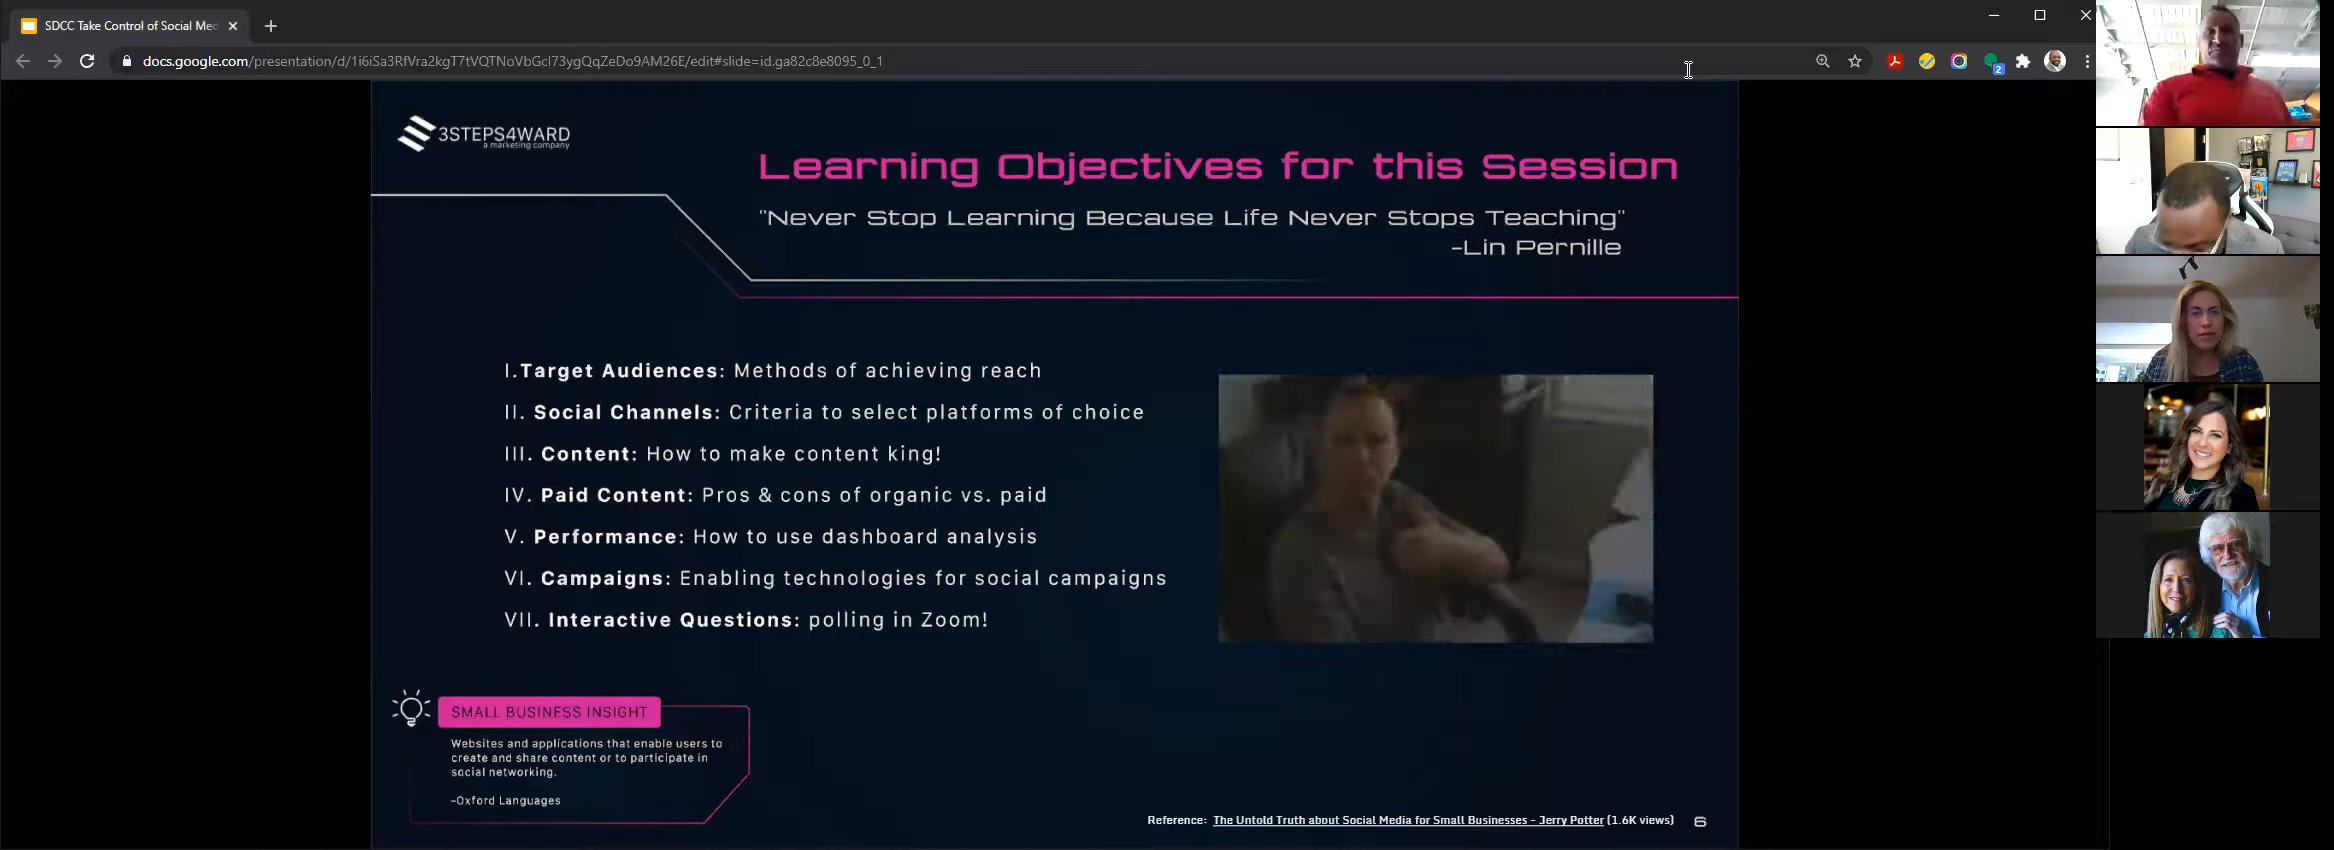 SDCC Take Control of Social Med
docs.google.com/presentation/d/1i6iSa3RfVra2kgT7tVQTNoVbGcl73ygQqZeDo9AM26E/edit#slide=id.ga82c8e8095_0_1
2
3STEPS4WARD
a marketing company
Learning Objectives for this Session
"Never Stop Learning Because Life Never Stops Teaching"
-Lin Pernille
I.Target Audiences: Methods of achieving reach
II. Social Channels: Criteria to select platforms of choice
III. Content: How to make content king!
IV. Paid Content: Pros & cons of organic vs. paid
V. Performance: How to use dashboard analysis
VI. Campaigns: Enabling technologies for social campaigns
VII. Interactive Questions: polling in Zoom!
SMALL BUSINESS INSIGHT
Websites and applications that enable users to
create and share content or to participate in
social networking.
-Oxford Languages
Reference: The Untold Truth about Social Media for Small Businesses - Jerry Potter (1.6K views)
6